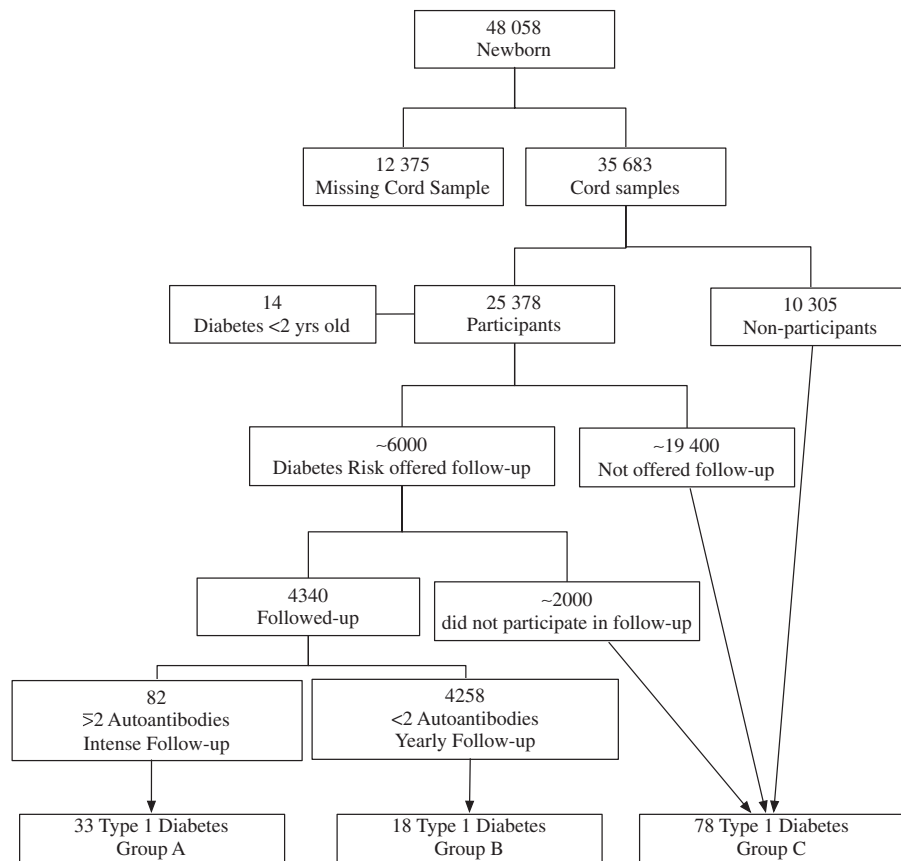 48 058
Newborn
12 375
Missing Cord Sample
35 683
Cord samples
14
Diabetes <2 yrs old
25 378
Participants
10 305
Non-participants
~6000
Diabetes Risk offered follow-up
~19 400
Not offered follow-up
4340
Followed-up
~2000
did not participate in follow-up
82
≥2 Autoantibodies
Intense Follow-up
4258
<2 Autoantibodies
Yearly Follow-up
33 Type 1 Diabetes
Group A
18 Type 1 Diabetes
Group B
78 Type 1 Diabetes
Group C